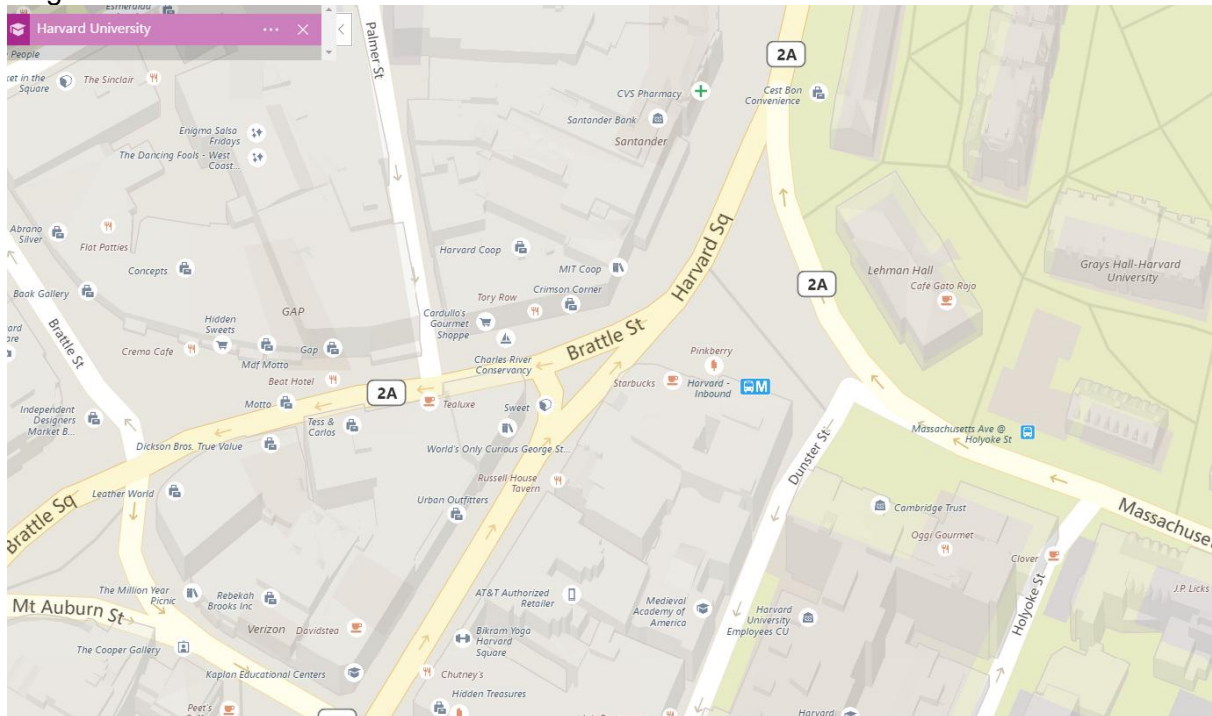 Esmeralda
Harvard University
People
Palmer St
2A
ket in the
Square
The Sinclair
CVS Pharmacy
Cest Bon
Convenience
Santander Bank
Santander
Enigma Salsa
Fridays
The Dancing Fools - West
Coast...
Abrano
Silver
Flat Patties
Harvard Coop
Harvard Sq
Concepts
MIT Coop
Lehman Hall
Café Gato Rojo
Grays Hall-Harvard
University
2A
Book Gallery
Crimson Corner
Tory Row
GAP
Cardullo's
Gourmet
Shoppe
Hidden
Sweets
Brattle St
Brattle St
Crema Cafe
Gap
Mdf Motto
Charles River
Conservancy
Pinkberry
Beat Hotel
2A
Starbucks
Harvard -
Inbound
M
Motto
Tealuxe
Sweet
Independent
Designers
Market B...
Tess &
Carlos
Massachusetts Ave @
Holyoke St
Dickson Bros. True Value
World's Only Curious George St...
Dunster St
Leather World
Russell House
Tavern
Brattle Sq
Urban Outfitters
Cambridge Trust
Massachuse
Oggi Gourmet
Clover
The Million Year
Picnic
Rebekah
Brooks Inc
AT&T Authorized
Retailer
Medieval
Academy of
America
Harvard
University
Employees CU
Holyoke St
J.P. Licks
Mt Auburn St
Verizon
Davidstea
Bikram Yoga
Harvard
Square
The Cooper Gallery
Kaplan Educational Centers
Chutney's
Hidden Treasures
Peet's
Harvard